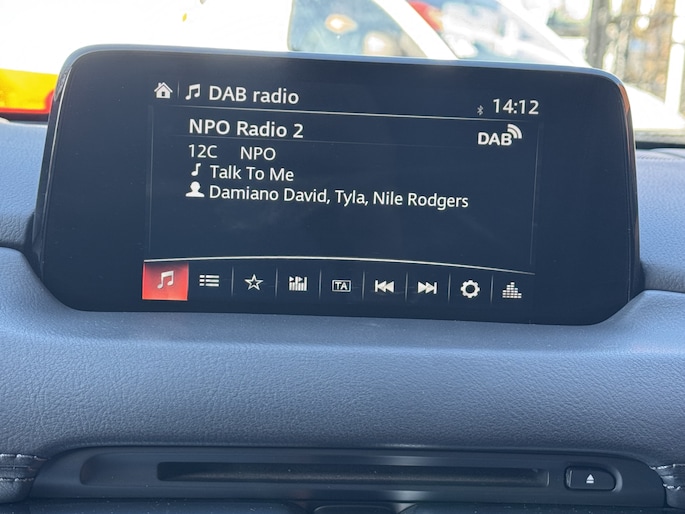 DAB radio
14:12
NPO Radio 2
DAB
12C NPO
Talk To Me
Damiano David, Tyla, Nile Rodgers
TA